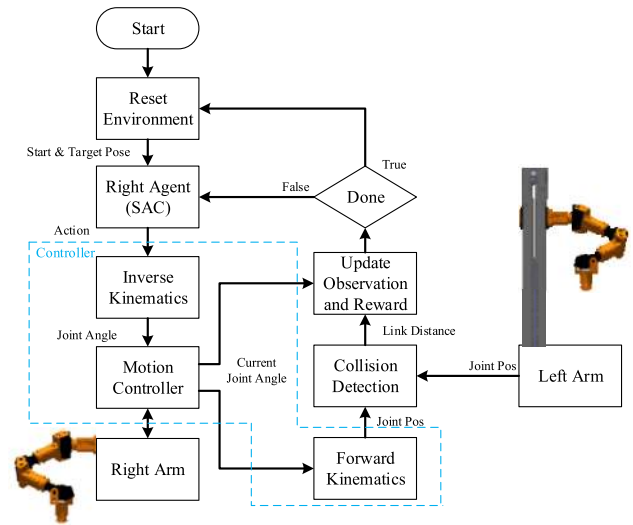 Start
Reset
Environment
Start & Target Pose
True
Right Agent
(SAC)
False
Done
Action
Controller
Inverse
Kinematics
Update
Observation
and Reward
Joint Angle
Link Distance
Motion
Controller
Current
Joint Angle
Collision
Detection
Joint Pos
Left Arm
Joint Pos
Right Arm
Forward
Kinematics